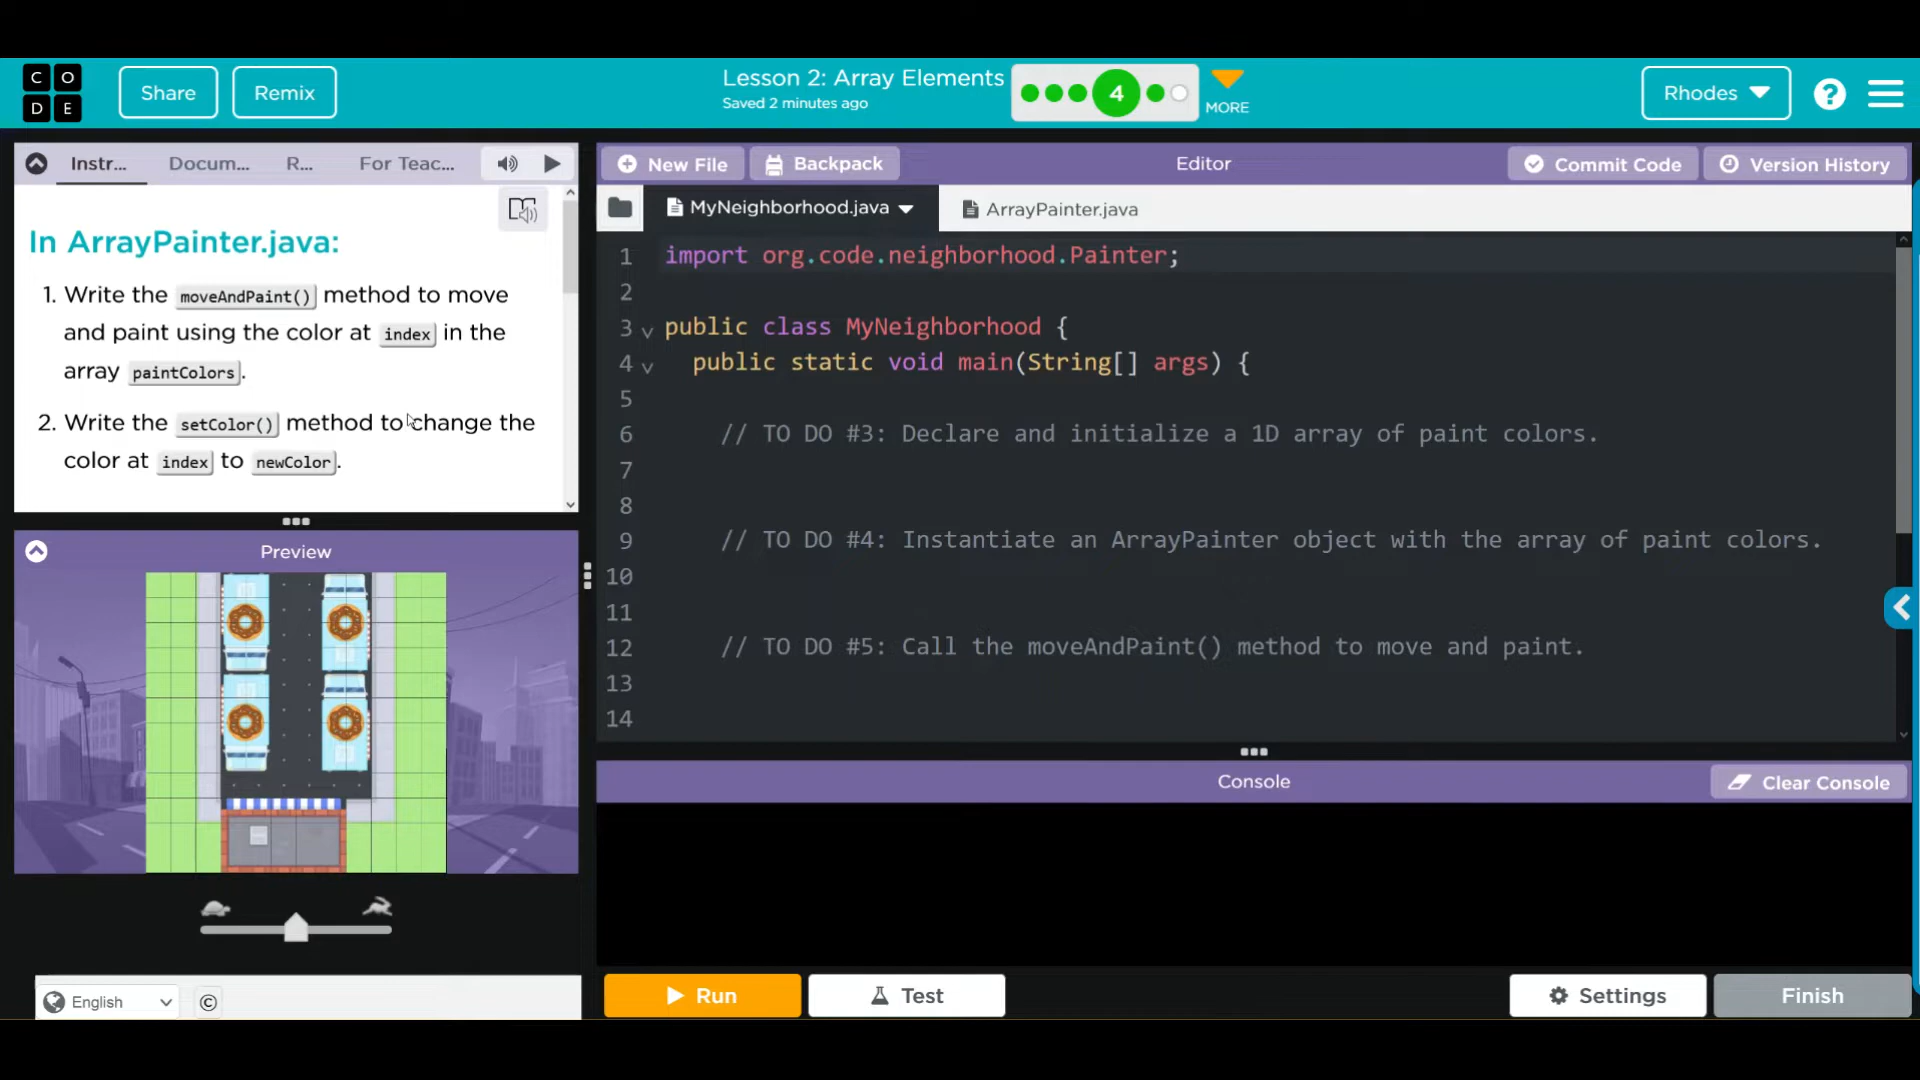 C O
D E
Share
Remix
Lesson 2: Array Elements
Saved 2 minutes ago
4
MORE
Rhodes
?
Instr...
Docum...
R...
For Teac...
New File
Backpack
Editor
Commit Code
Version History
MyNeighborhood.java
ArrayPainter.java
In ArrayPainter.java:
1. Write the moveAndPaint() method to move
and paint using the color at index in the
array paintColors.
2. Write the setColor() method to change the
color at index to newColor.
1 import org.code.neighborhood.Painter;
2
3 public class MyNeighborhood {
4 public static void main(String[] args) {
5
6 // TO DO #3: Declare and initialize a 1D array of paint colors.
7
8
9 // TO DO #4: Instantiate an ArrayPainter object with the array of paint colors.
10
11
12 // TO DO #5: Call the moveAndPaint() method to move and paint.
13
14
Preview
Console
Clear Console
English
©
Run
Test
Settings
Finish